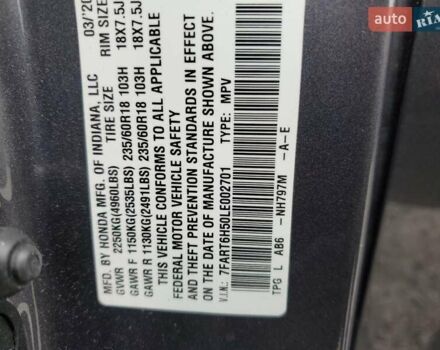 MFD. BY HONDA MFG. OF INDIANA, LLC 03/20
GVWR 2250KG(4960LBS) TIRE SIZE RIM SIZE
GAWR F 1150KG(2535LBS) 235/60R18 103H 18X7.5J
GAWR R 1130KG(2491LBS) 235/60R18 103H 18X7.5J
THIS VEHICLE CONFORMS TO ALL APPLICABLE
FEDERAL MOTOR VEHICLE SAFETY
AND THEFT PREVENTION STANDARDS IN EFFECT
ON THE DATE OF MANUFACTURE SHOWN ABOVE.
V.I.N.: 7FART6H50LE002701 TYPE: MPV
TPG L AB6 -NH797M -A-E
AUTO
RIA